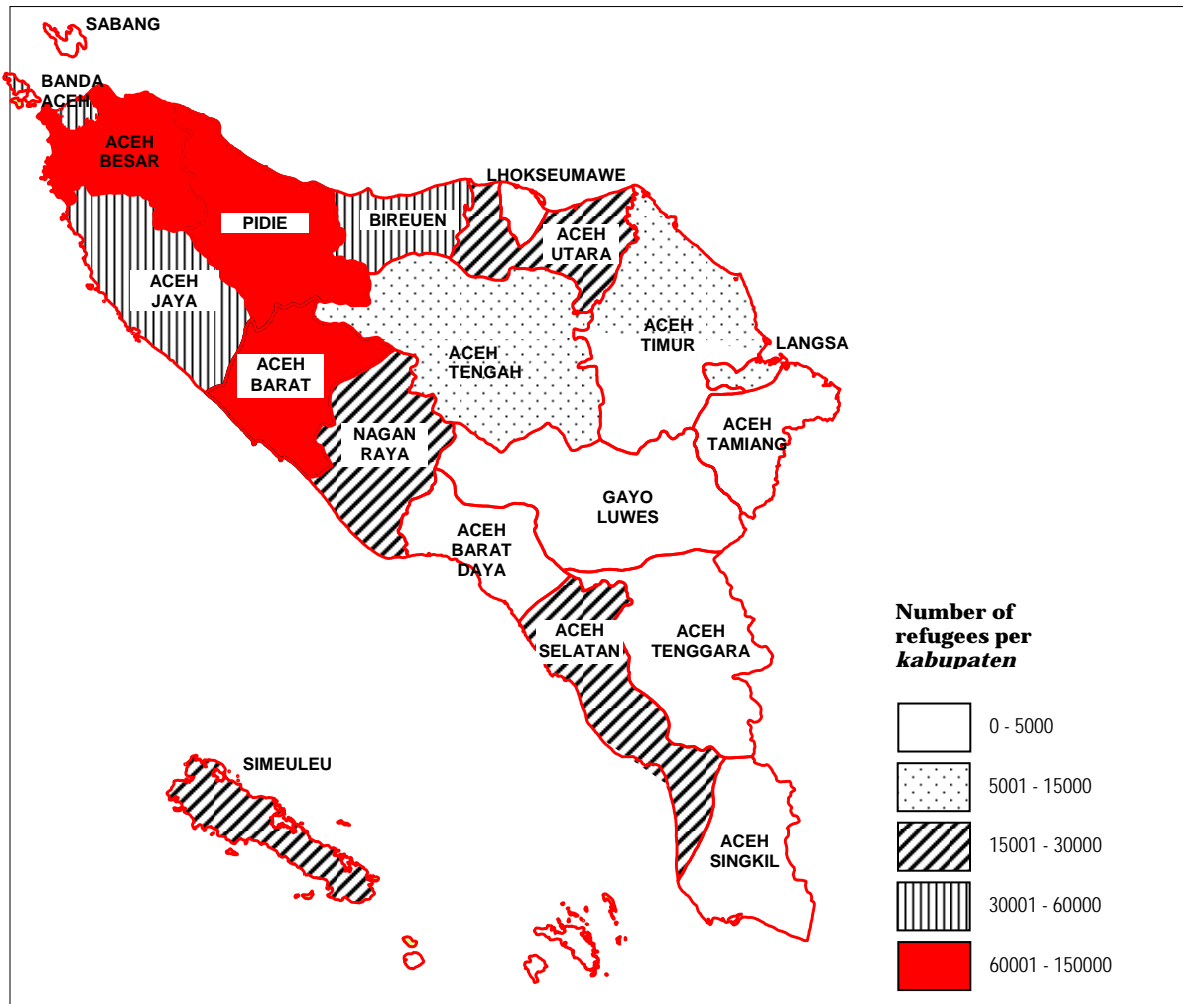 SABANG
BANDA
ACEH
ACEH
BESAR
LHOKSEUMAWE
PIDIE
BIREUEN
ACEH
UTARA
ACEH
JAYA
ACEH
TIMUR
LANGSA
ACEH
TENGAH
ACEH
BARAT
ACEH
TAMIANG
NAGAN
RAYA
GAYO
LUWES
ACEH
BARAT
DAYA
ACEH
SELATAN
ACEH
TENGGARA
SIMEULEU
ACEH
SINGKIL
Number of
refugees per
kabupaten
0 - 5000
5001 - 15000
15001 - 30000
30001 - 60000
60001 - 150000